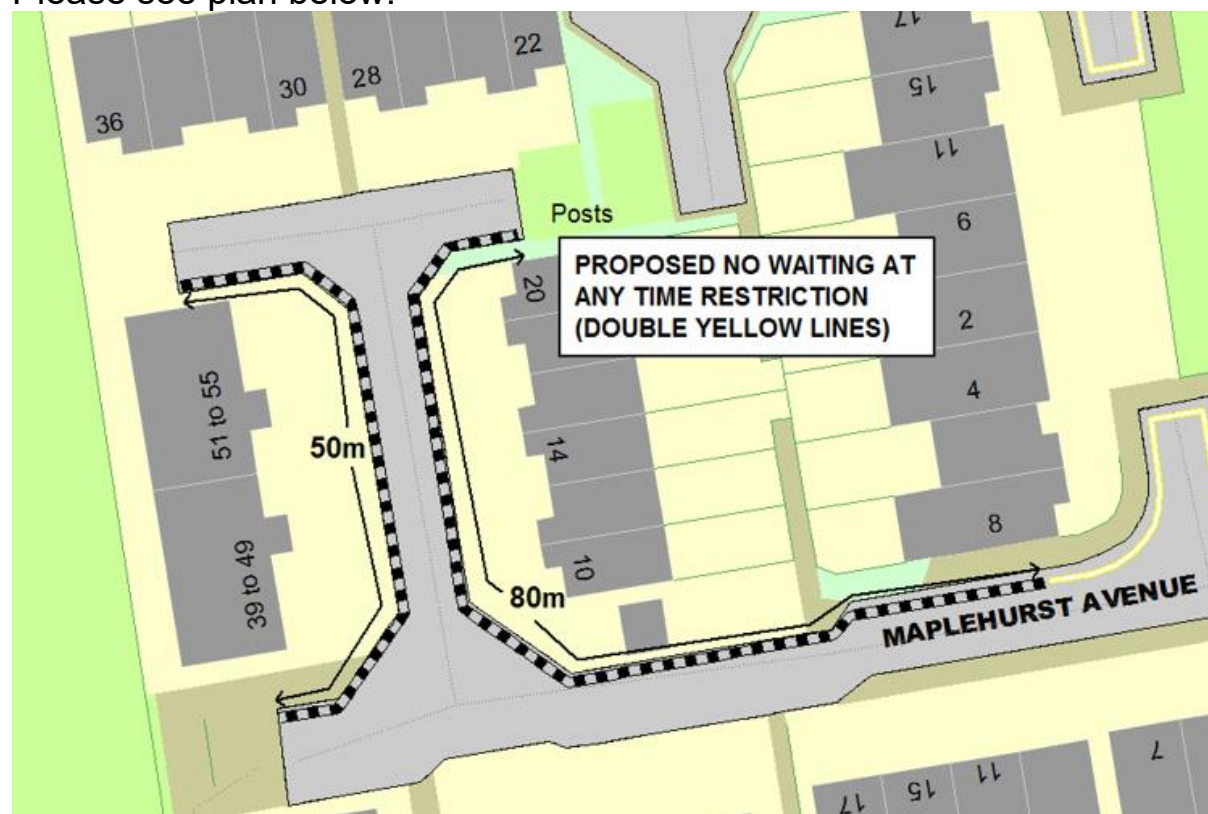 Please see plan below:
22
17
30
28
15
36
11
Posts
6
PROPOSED NO WAITING AT
ANY TIME RESTRICTION
(DOUBLE YELLOW LINES)
20
2
51 to 55
4
50m
14
8
39 to 49
10
80m
MAPLEHURST AVENUE
7
11
15
17